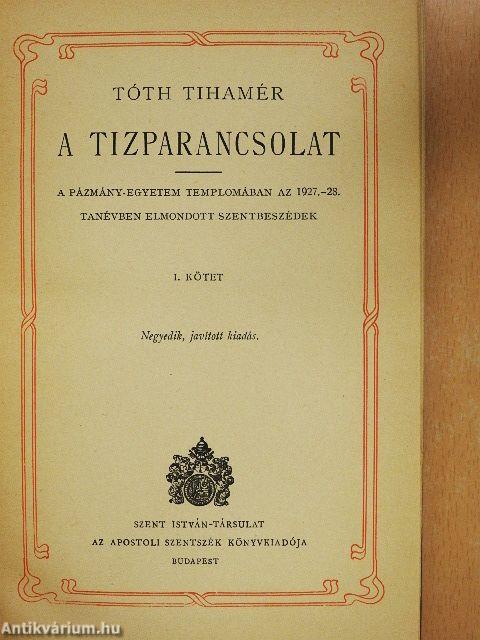 TÓTH TIHAMÉR
A TIZPARANCSOLAT
A PÁZMÁNY-EGYETEM TEMPLOMÁBAN AZ 1927.–28.
TANÉVBEN ELMONDOTT SZENTBESZÉDEK
I. KÖTET
Negyedik, javított kiadás.
SZENT ISTVÁN-TÁRSULAT
AZ APOSTOLI SZENTSZÉK KÖNYVKIADÓJA
BUDAPEST
Antikvárium.hu